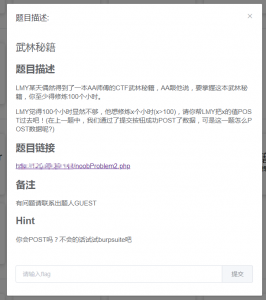 题目描述:
×
武林秘籍
题目描述
LMY某天偶然得到了一本AA师傅的CTF武林秘籍，AA跟他说，要掌握这本武林秘
籍，你至少得修炼100个小时。
LMY觉得100个小时显然不够，他想修炼x个小时(x>100)，请你帮LMY把x的值POS
T过去吧！(在上一题中，我们通过了提交按钮成功POST了数据，可是这一题怎么P
OST数据呢?)
题目链接
/noobProblem2.php
备注
有问题请联系出题人GUEST
Hint
你会POST吗？不会的话试试burpsuite吧
请输入flag
提交